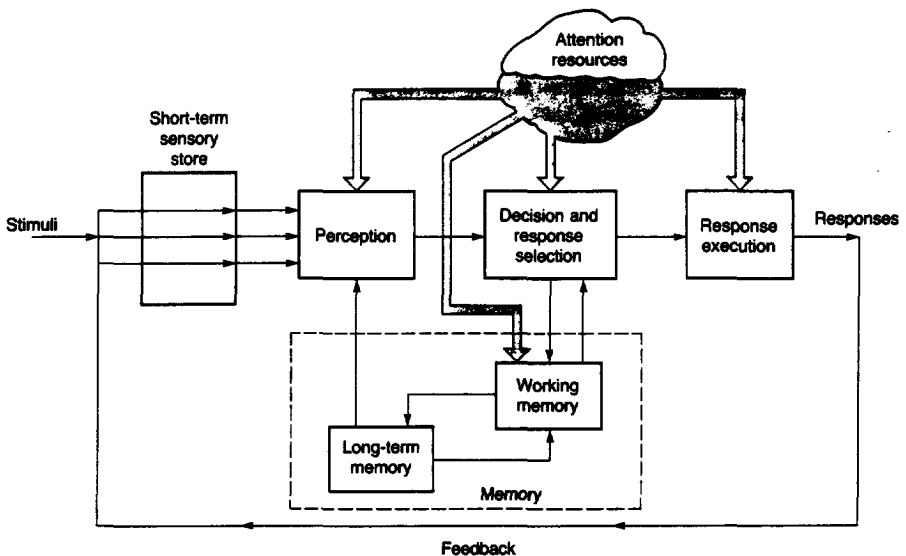 Attention
resources
Short-term
sensory
store
Stimuli
Perception
Decision and
response
selection
Response
execution
Responses
Working
memory
Long-term
memory
Memory
Feedback